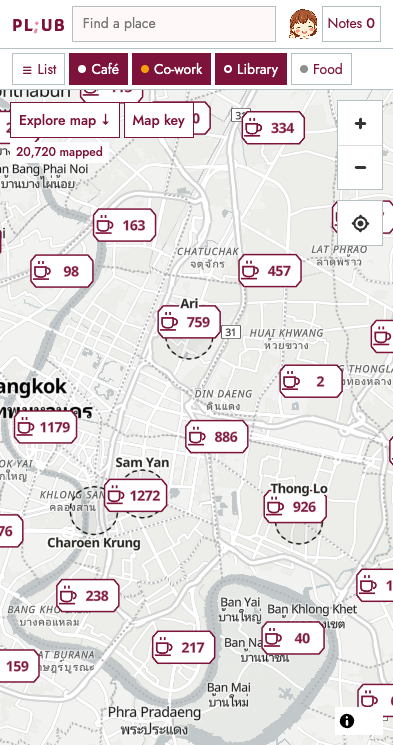 PL;UB
Find a place
Notes 0
List
Café
Co-work
Library
Food
Explore map ↓
Map key
20,720 mapped
334
Bang Phai Noi
บานบางไผ่นอย
163
98
CHATUCHAK
จตุจักร
457
LAT PHRAO
ลาดพราว
Ari
759
31
HUAI KHWANG
หวยขวาง
2
DIN DAENG
ดินแดง
angkok
1179
886
Sam Yan
1272
KHLONG SAN
คลองสาน
Thong Lo
926
76
Charoen Krung
238
บางคอแหลม
Ban Yai
บานใหญ่
Ban Khlong Khet
40
217
159
AT BURANA
Ban Mai
บานใหม่
Phra Pradaeng
พระประแดง